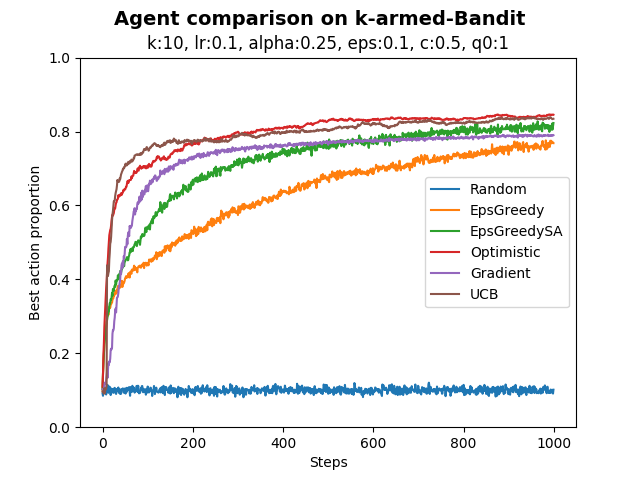 Agent comparison on k-armed-Bandit
k:10, lr:0.1, alpha:0.25, eps:0.1, c:0.5, q0:1
1.0
0.8
0.6
0.4
0.2
0.0
Best action proportion
Random
EpsGreedy
EpsGreedySA
Optimistic
Gradient
UCB
0
200
400
600
800
1000
Steps